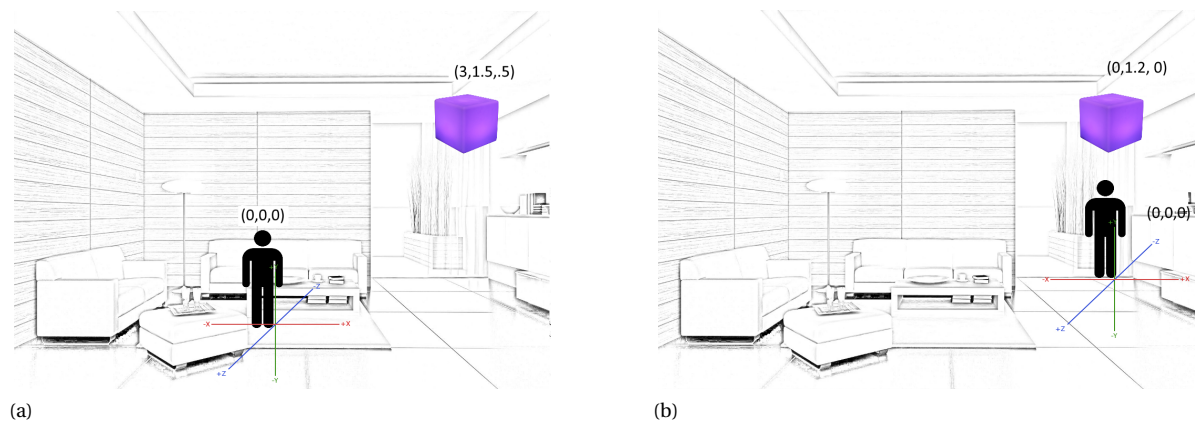 (3,1.5,.5)
(0,0,0)
-Z
-X
+X
+Z
-Y
(a)
(0,1.2, 0)
(0,0,0)
+Y
-Z
-X
+X
+Z
-Y
(b)